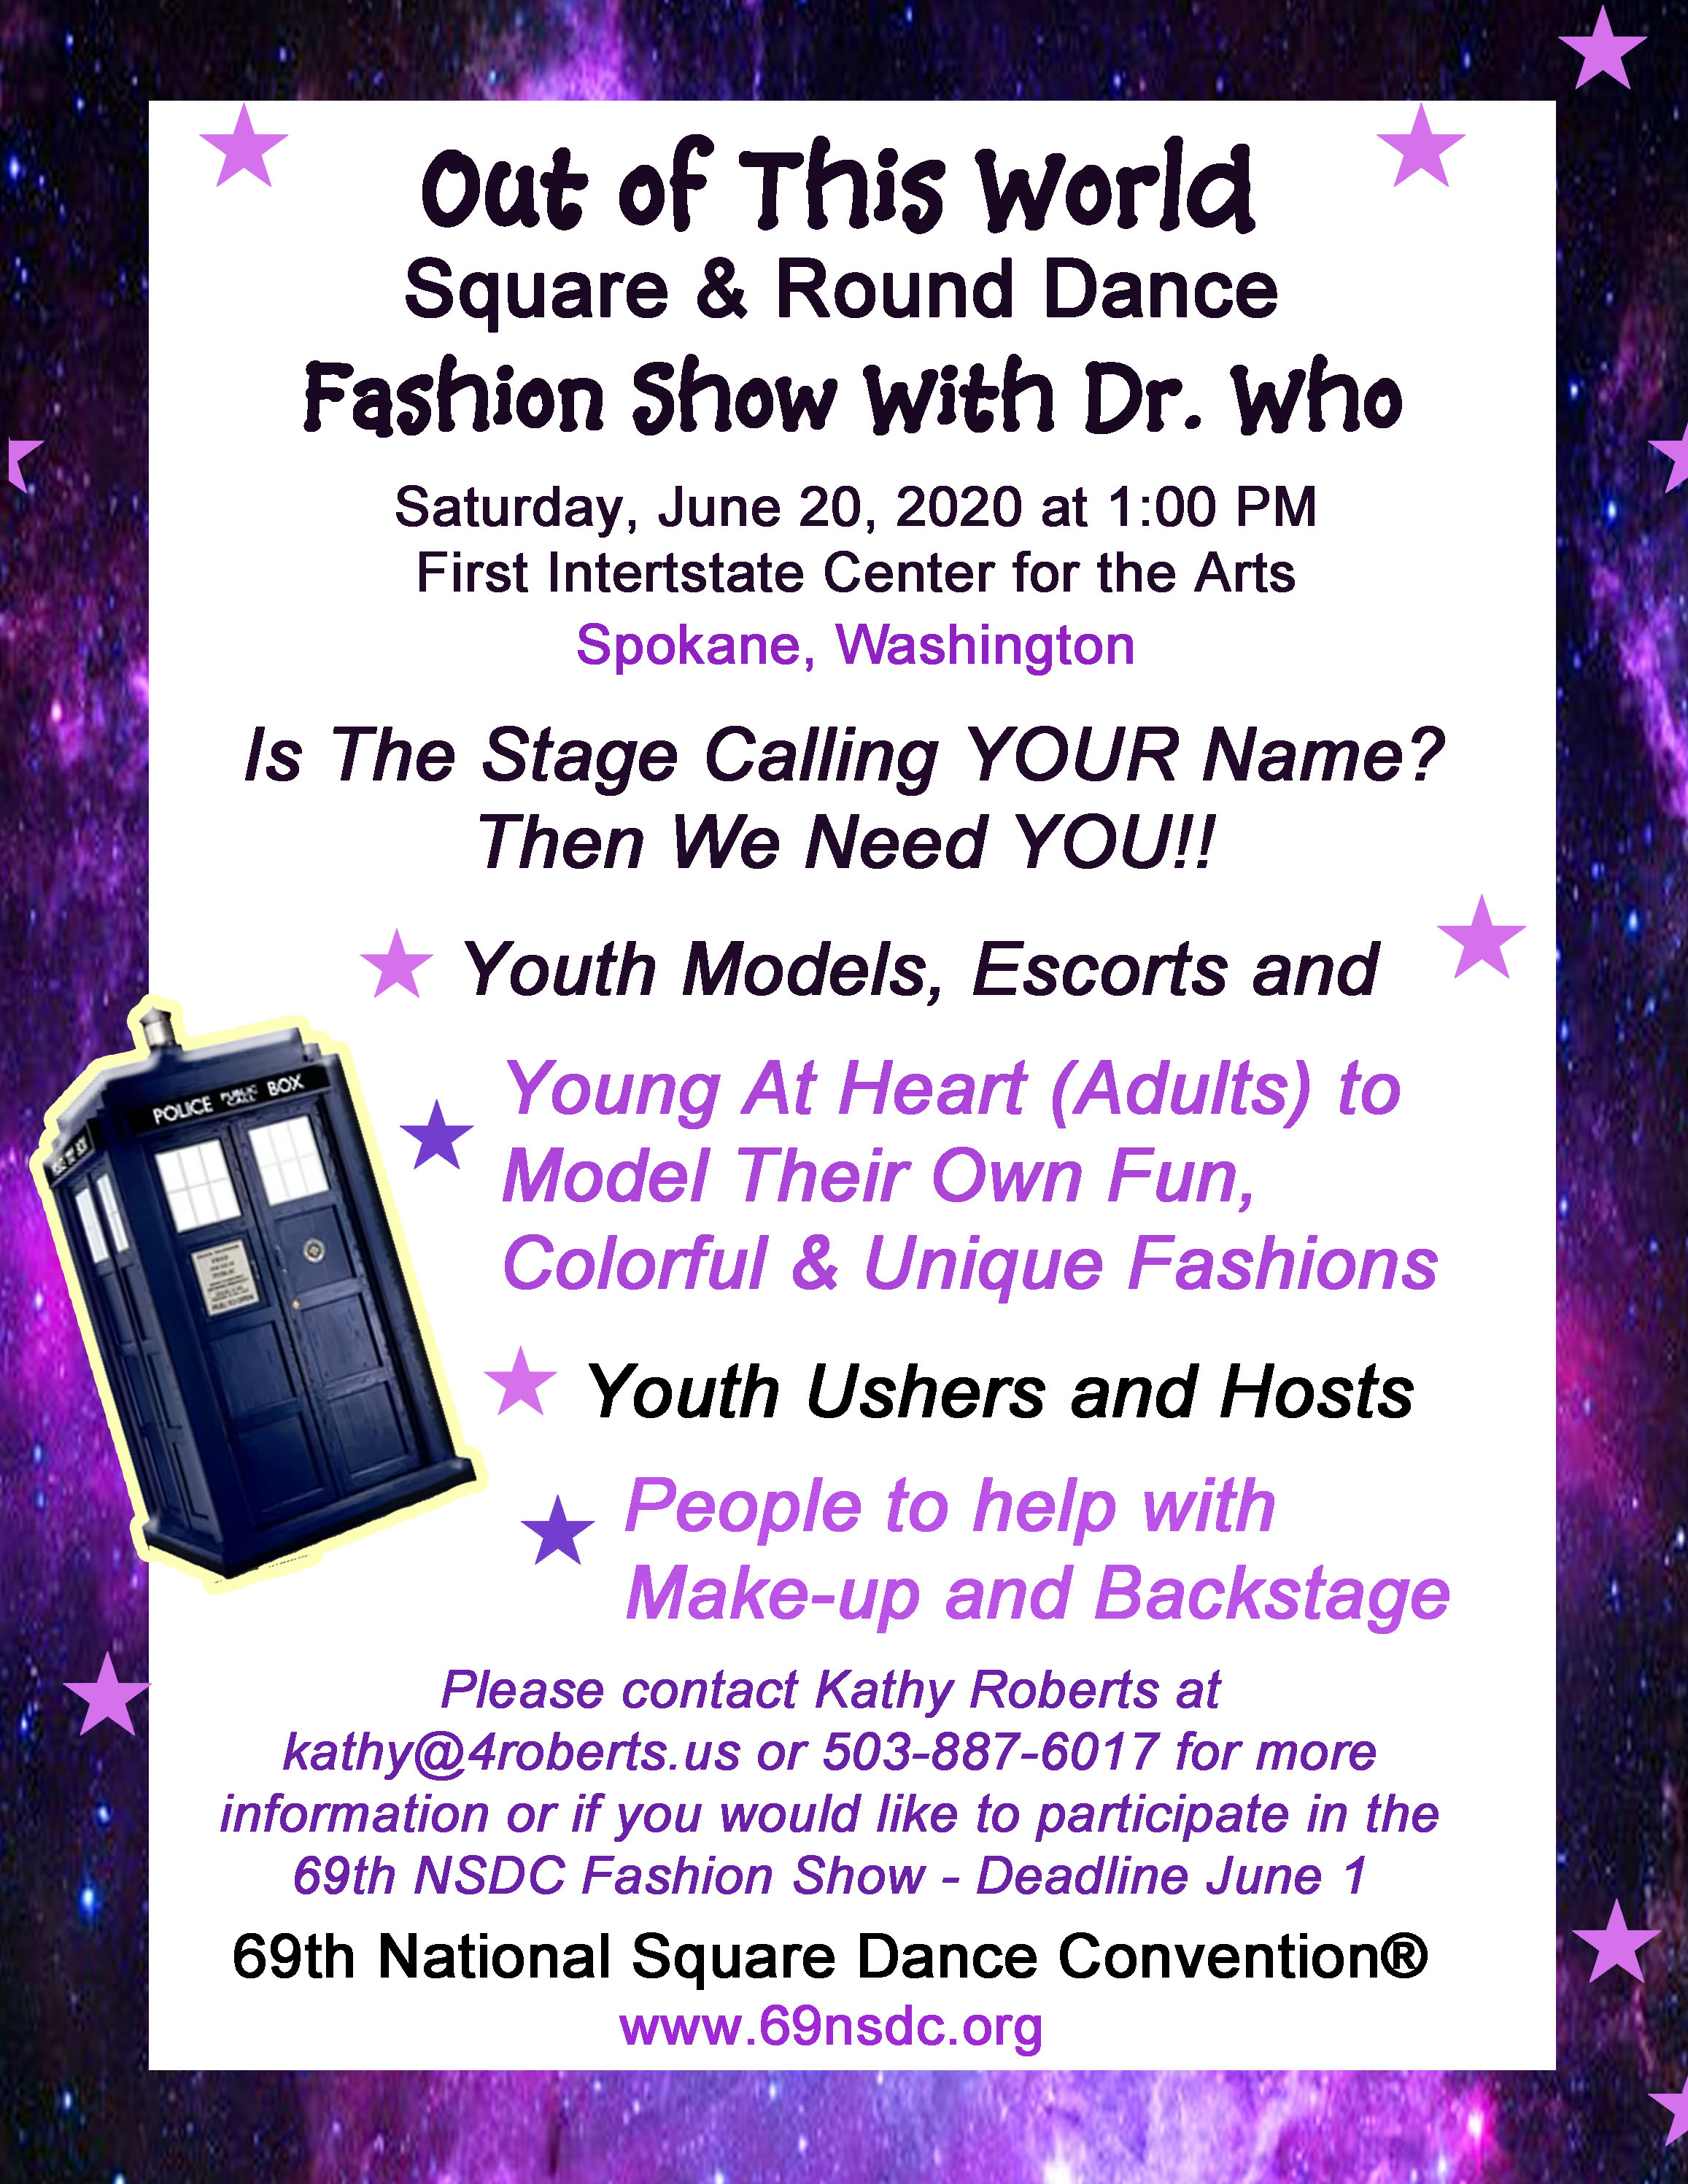 Out of This World
Square & Round Dance
Fashion Show With Dr. Who
Saturday, June 20, 2020 at 1:00 PM
First Intertstate Center for the Arts
Spokane, Washington
Is The Stage Calling YOUR Name?
Then We Need YOU!!
Youth Models, Escorts and
POLICE PUBLIC CALL BOX
Young At Heart (Adults) to
Model Their Own Fun,
Colorful & Unique Fashions
Youth Ushers and Hosts
People to help with
Make-up and Backstage
Please contact Kathy Roberts at
kathy@4roberts.us or 503-887-6017 for more
information or if you would like to participate in the
69th NSDC Fashion Show - Deadline June 1
69th National Square Dance Convention®
www.69nsdc.org